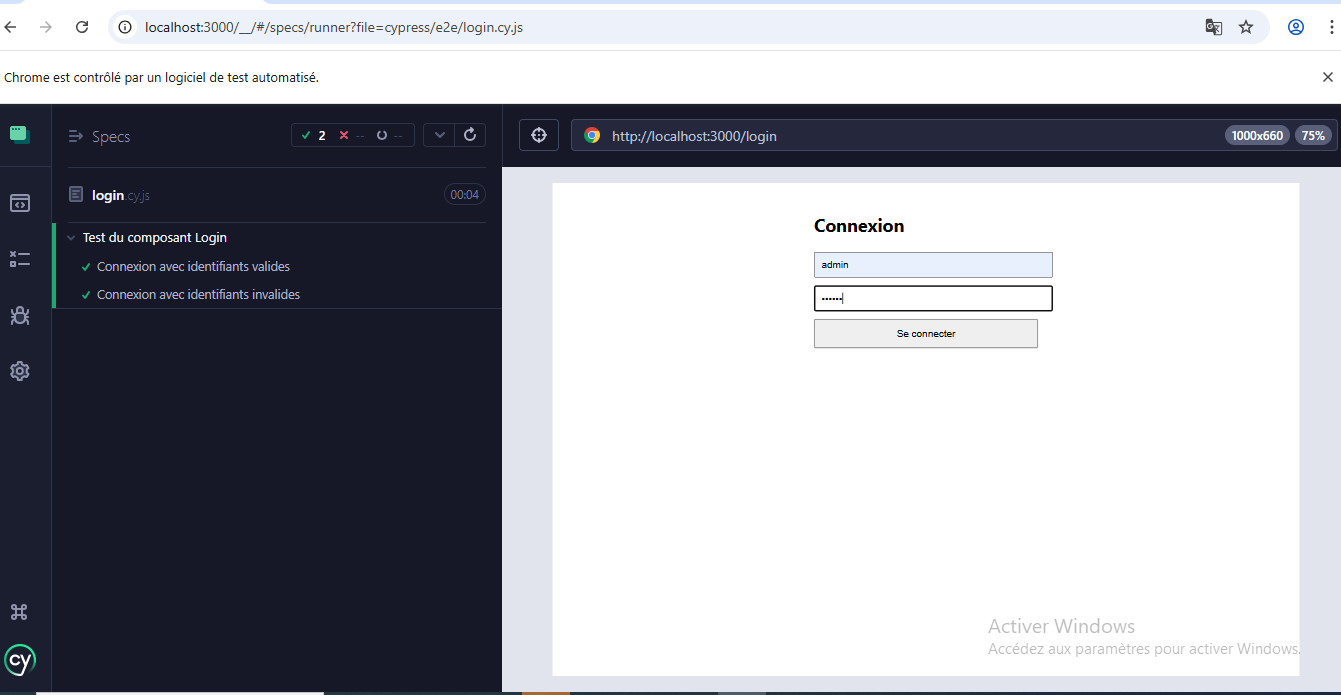 localhost:3000/__/#/specs/runner?file=cypress/e2e/login.cy.js
Chrome est contrôlé par un logiciel de test automatisé.
Specs
2 -- --
http://localhost:3000/login
1000x660
75%
login.cy.js
00:04
Test du composant Login
Connexion avec identifiants valides
Connexion avec identifiants invalides
cy
Connexion
admin
••••••
Se connecter
Activer Windows
Accédez aux paramètres pour activer Windows.